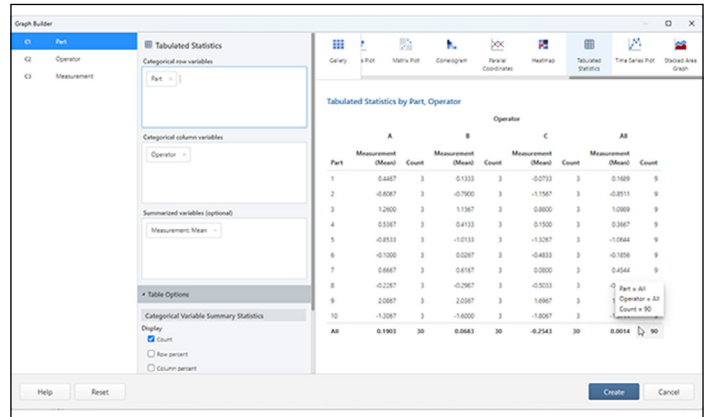 Graph Builder
C1 Part
C2 Operator
C3 Measurement
Tabulated Statistics
Categorical row variables
Part ×
Categorical column variables
Operator ×
Summarized variables (optional)
Measurement: Mean
Table Options
Categorical Variable Summary Statistics
Display
Count
Row percent
Column percent
Gallery
Plot
Matrix Plot
Correlogram
Parallel Coordinates
Heatmap
Tabulated Statistics
Time Series Plot
Stacked Area Graph
Tabulated Statistics by Part, Operator
Operator
A B C All
Part Measurement (Mean) Count Measurement (Mean) Count Measurement (Mean) Count Measurement (Mean) Count
1 0.4467 3 0.1333 3 -0.0733 3 0.1689 9
2 -0.6067 3 -0.7900 3 -1.1567 3 -0.8511 9
3 1.2600 3 1.1567 3 0.8800 3 1.0989 9
4 0.5367 3 0.4133 3 0.1500 3 0.3667 9
5 -0.8533 3 -1.0133 3 -1.3267 3 -1.0644 9
6 -0.1000 3 0.0267 3 -0.4833 3 -0.1856 9
7 0.6667 3 0.6167 3 0.0800 3 0.4544 9
8 -0.2267 3 -0.2967 3 -0.5033 3
9 2.0867 3 2.0367 3 1.6967 3
10 -1.3067 3 -1.6000 3 -1.8067 3
All 0.1903 30 0.0683 30 -0.2543 30 0.0014 90
Part = All
Operator = All
Count = 90
Help Reset Create Cancel